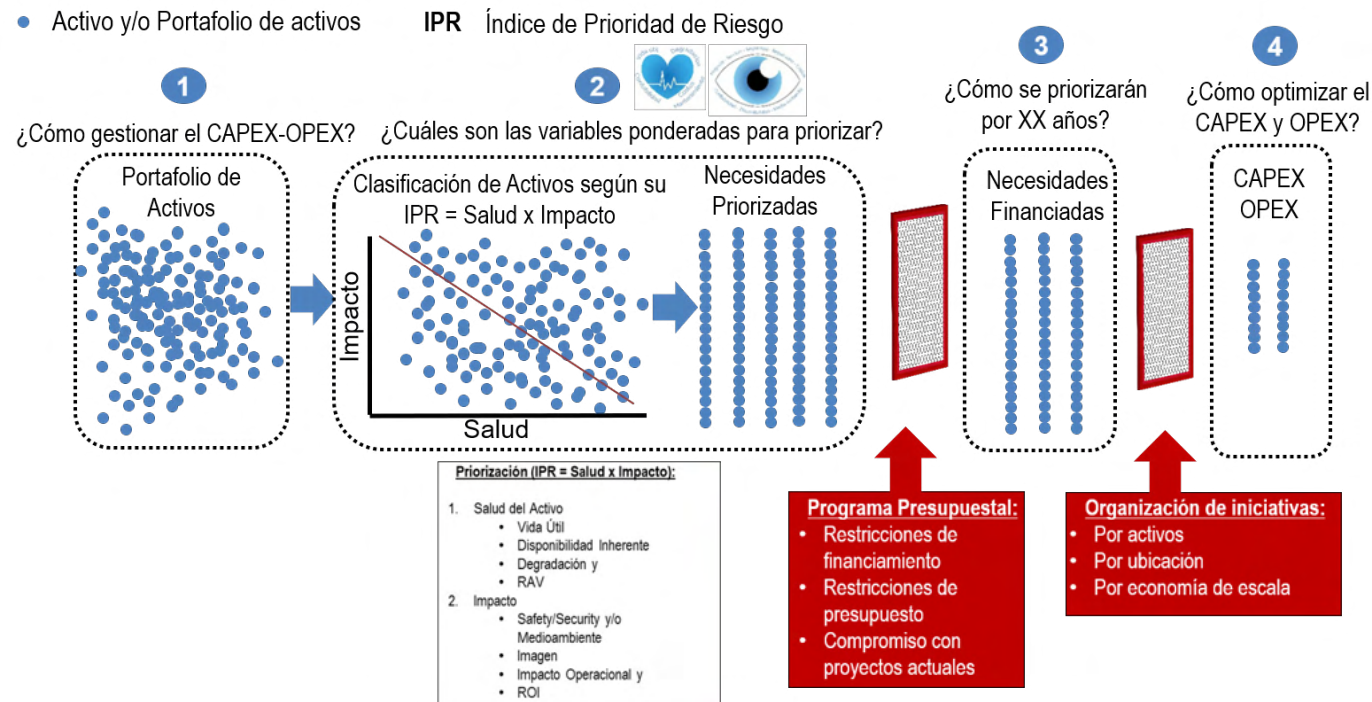 Activo y/o Portafolio de activos
IPR Índice de Prioridad de Riesgo
1
¿Cómo gestionar el CAPEX-OPEX?
Portafolio de
Activos
2
¿Cuáles son las variables ponderadas para priorizar?
Clasificación de Activos según su
IPR = Salud x Impacto
Impacto
Salud
Necesidades
Priorizadas
3
¿Cómo se priorizarán
por XX años?
Necesidades
Financiadas
4
¿Cómo optimizar el
CAPEX y OPEX?
CAPEX
OPEX
Priorización (IPR = Salud x Impacto):
1. Salud del Activo
• Vida Útil
• Disponibilidad Inherente
• Degradación y
• RAV
2. Impacto
• Safety/Security y/o
Medioambiente
• Imagen
• Impacto Operacional y
• ROI
Programa Presupuestal:
• Restricciones de
financiamiento
• Restricciones de
presupuesto
• Compromiso con
proyectos actuales
Organización de iniciativas:
• Por activos
• Por ubicación
• Por economía de escala